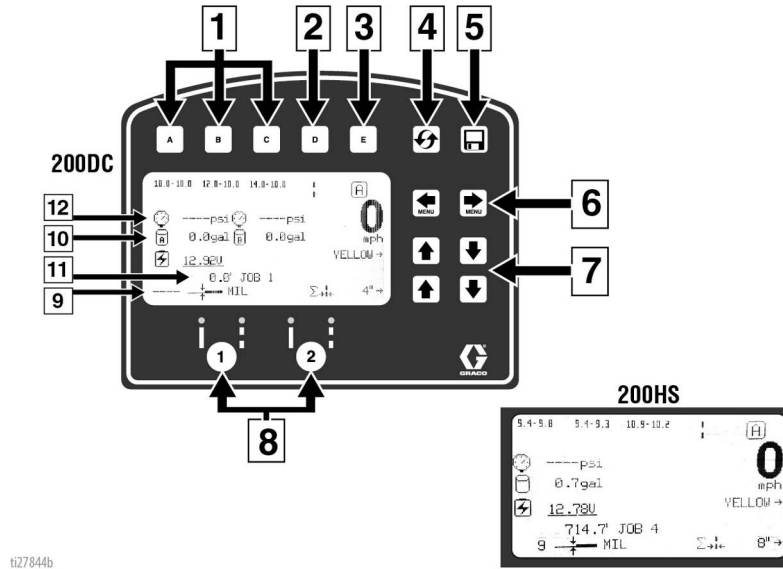 1 2 3 4 5
A B C D E
200DC
10.0-10.0 12.0-10.0 14.0-10.0
A
12
----psi ----psi
0
MENU MENU
6
10
A 0.0gal B 0.0gal
mph
12.92V
YELLOW→
11
0.0' JOB 1
7
9
---- MIL Σ 4"→
1 2
GRACO
8
200HS
9.4-9.8 9.4-9.3 10.9-10.2
A
----psi
0
0.7gal
mph
12.78V
YELLOW→
714.7' JOB 4
9 MIL Σ 8"→
ti27844b